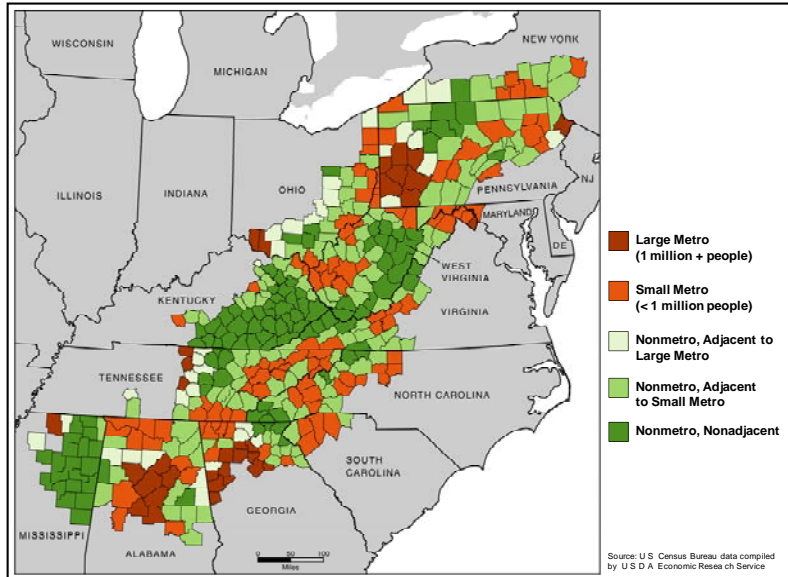 WISCONSIN
MICHIGAN
NEW YORK
ILLINOIS
INDIANA
OHIO
PENNSYLVANIA
NJ
MARYLAND
DE
WEST
VIRGINIA
KENTUCKY
VIRGINIA
TENNESSEE
NORTH CAROLINA
SOUTH
CAROLINA
GEORGIA
MISSISSIPPI
ALABAMA
0 50 100
Miles
Large Metro
(1 million + people)
Small Metro
(< 1 million people)
Nonmetro, Adjacent to
Large Metro
Nonmetro, Adjacent
to Small Metro
Nonmetro, Nonadjacent
Source: U S Census Bureau data compiled
by U S D A Economic Resea ch Service